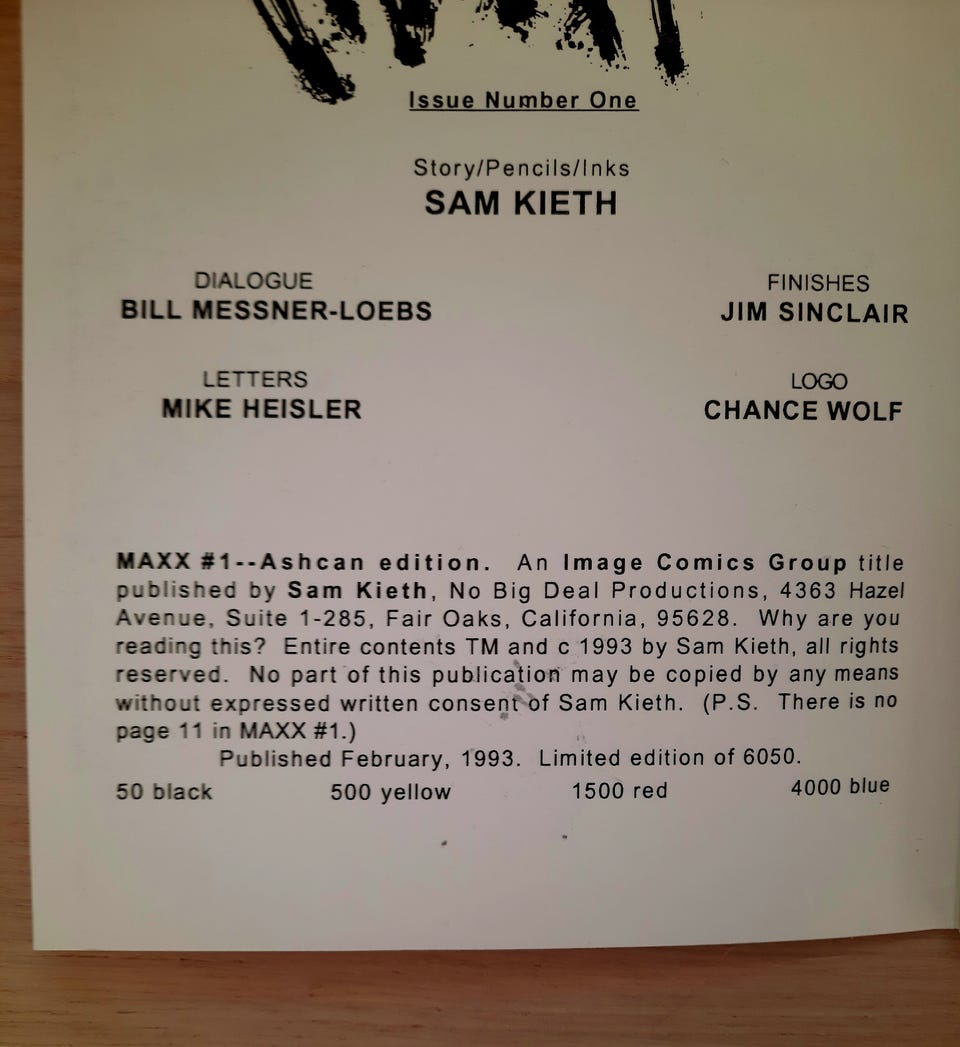 Issue Number One
Story/Pencils/Inks
SAM KIETH
DIALOGUE
BILL MESSNER-LOEBS
FINISHES
JIM SINCLAIR
LETTERS
MIKE HEISLER
LOGO
CHANCE WOLF
MAXX #1--Ashcan edition. An Image Comics Group title
published by Sam Kieth, No Big Deal Productions, 4363 Hazel
Avenue, Suite 1-285, Fair Oaks, California, 95628. Why are you
reading this? Entire contents TM and c 1993 by Sam Kieth, all rights
reserved. No part of this publication may be copied by any means
without expressed written consent of Sam Kieth. (P.S. There is no
page 11 in MAXX #1.)
Published February, 1993. Limited edition of 6050.
50 black 500 yellow 1500 red 4000 blue